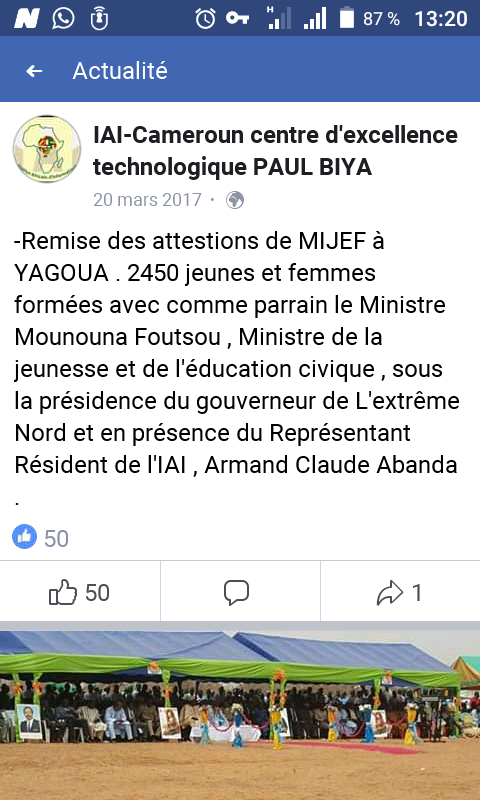 87 % 13:20
Actualité
IAI-Cameroun centre d'excellence
technologique PAUL BIYA
20 mars 2017 ·
-Remise des attestions de MIJEF à
YAGOUA . 2450 jeunes et femmes
formées avec comme parrain le Ministre
Mounouna Foutsou , Ministre de la
jeunesse et de l'éducation civique , sous
la présidence du gouverneur de L'extrême
Nord et en présence du Représentant
Résident de l'IAI , Armand Claude Abanda
.
50
50 1